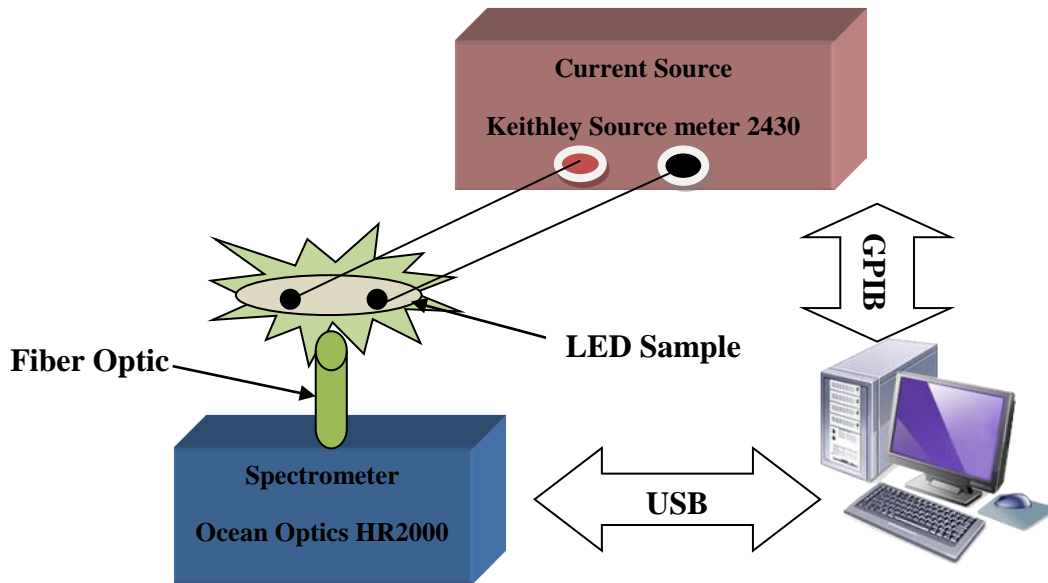 Current Source
Keithley Source meter 2430
GPIB
LED Sample
Fiber Optic
Spectrometer
Ocean Optics HR2000
USB